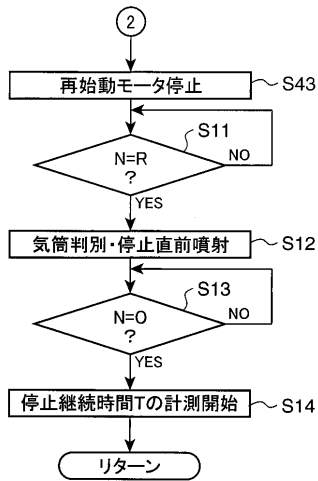 2
再始動モータ停止
S43
S11
N=R
?
NO
YES
気筒判別・停止直前噴射
S12
S13
N=O
?
NO
YES
停止継続時間Tの計測開始
S14
リターン